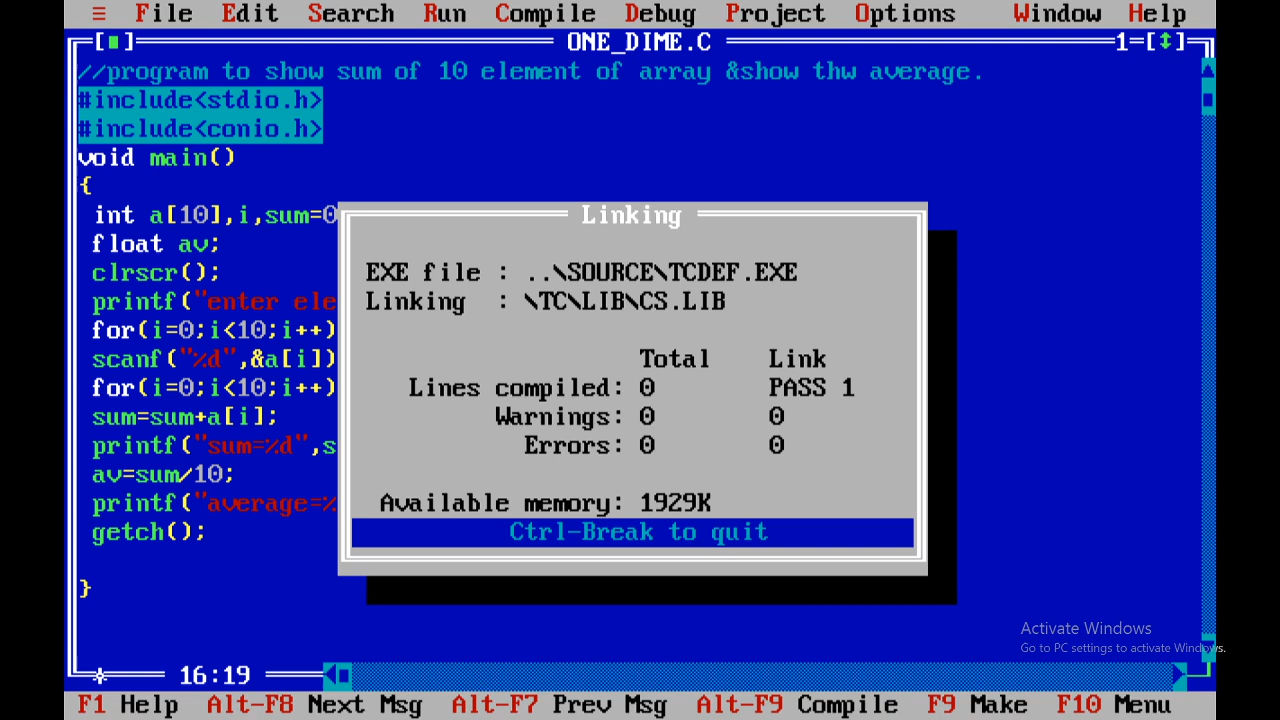 ≡ File Edit Search Run Compile Debug Project Options Window Help
[■] ONE_DIME.C 1=[↕]
//program to show sum of 10 element of array &show thw average.
#include<stdio.h>
#include<conio.h>
void main()
{
int a[10],i,sum=0
float av;
clrscr();
printf("enter ele
for(i=0;i<10;i++)
scanf("%d",&a[i])
for(i=0;i<10;i++)
sum=sum+a[i];
printf("sum=%d",s
av=sum/10;
printf("average=%
getch();
}
Linking
EXE file : ..\SOURCE\TCDEF.EXE
Linking : \TC\LIB\CS.LIB
Total Link
Lines compiled: 0 PASS 1
Warnings: 0 0
Errors: 0 0
Available memory: 1929K
Ctrl-Break to quit
Activate Windows
Go to PC settings to activate Windows.
16:19
F1 Help Alt-F8 Next Msg Alt-F7 Prev Msg Alt-F9 Compile F9 Make F10 Menu